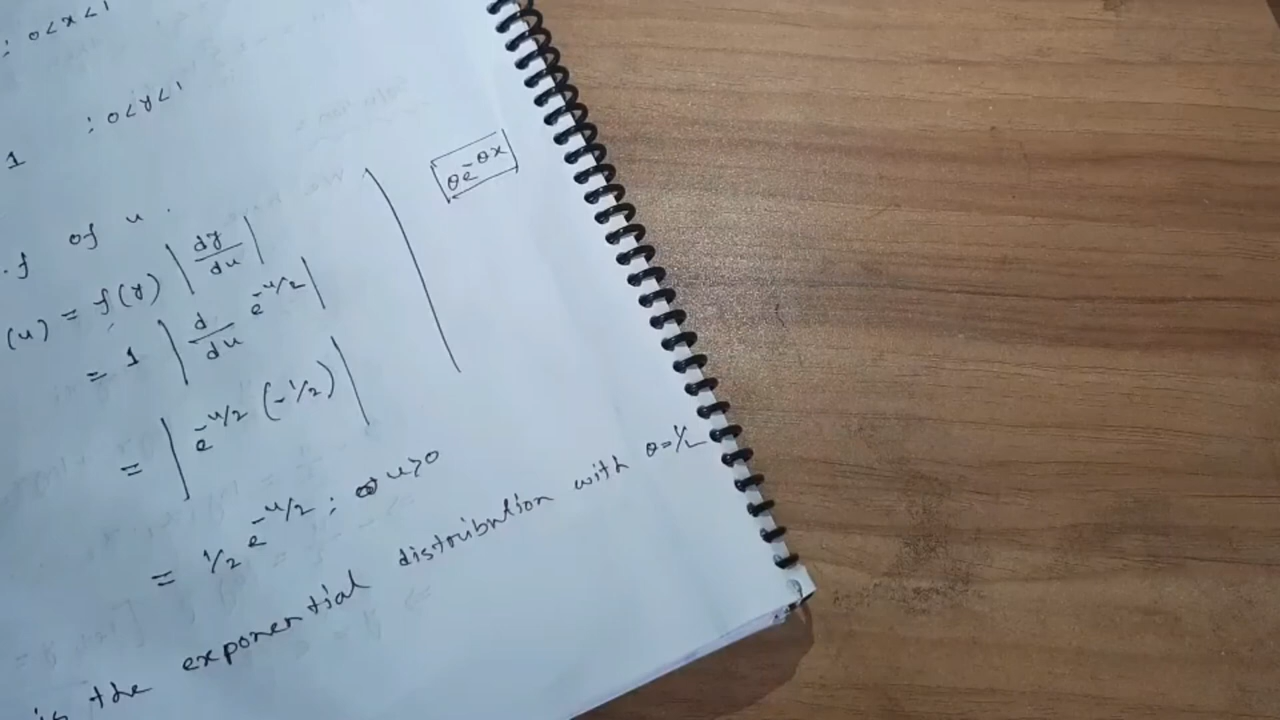 : 0<x<1
1 : 0<y<1
.f of u.
(u) = f(y) |dy/du|
= 1 |d/du e^-u/2|
= |e^-u/2 (-1/2)|
= 1/2 e^-u/2 ; u>0
is the exponential distribution with θ=1/2
θe^-θx